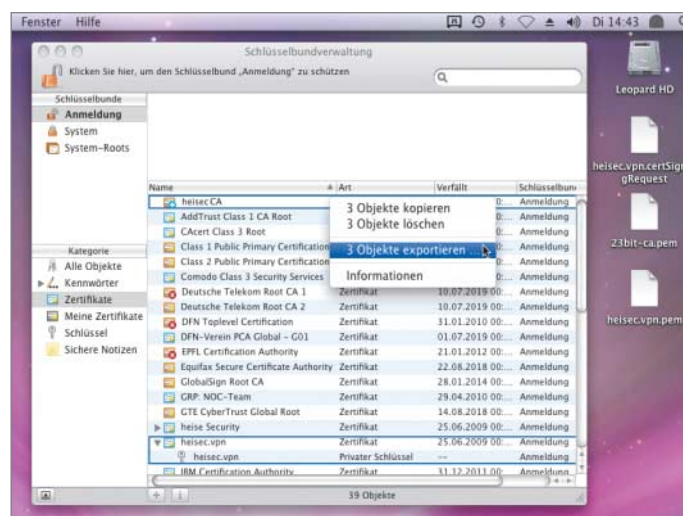 Fenster Hilfe Di 14:43
Schlüsselbundverwaltung
Klicken Sie hier, um den Schlüsselbund „Anmeldung“ zu schützen
Schlüsselbunde
Anmeldung
System
System-Roots
Kategorie
Alle Objekte
Kennwörter
Zertifikate
Meine Zertifikate
Schlüssel
Sichere Notizen
Name Art Verfällt Schlüsselbun
heisec CA Anmeldung
AddTrust Class 1 CA Root Anmeldung
CAcert Class 3 Root Anmeldung
Class 1 Public Primary Certification Anmeldung
Class 2 Public Primary Certification Anmeldung
Comodo Class 3 Security Services Anmeldung
Deutsche Telekom Root CA 1 Zertifikat 10.07.2019 00:... Anmeldung
Deutsche Telekom Root CA 2 Zertifikat 10.07.2019 00:... Anmeldung
DFN Toplevel Certification Zertifikat 31.01.2010 00:... Anmeldung
DFN-Verein PCA Global - G01 Zertifikat 01.07.2019 00:... Anmeldung
EPFL Certification Authority Zertifikat 21.01.2012 00:... Anmeldung
Equifax Secure Certificate Authority Zertifikat 22.08.2018 00:... Anmeldung
GlobalSign Root CA Zertifikat 28.01.2014 00:... Anmeldung
GRP: NOC-Team Zertifikat 29.04.2010 00:... Anmeldung
GTE CyberTrust Global Root Zertifikat 14.08.2018 00:... Anmeldung
heise Security Zertifikat 25.06.2009 00:... Anmeldung
heisec.vpn Zertifikat 25.06.2009 00:... Anmeldung
heisec.vpn Privater Schlüssel -- Anmeldung
IBM Certification Authority Zertifikat 31.12.2011 00:... Anmeldung
39 Objekte
3 Objekte kopieren
3 Objekte löschen
3 Objekte exportieren ...
Informationen
Leopard HD
heisec.vpn.certSign
gRequest
23bit-ca.pem
heisec.vpn.pem